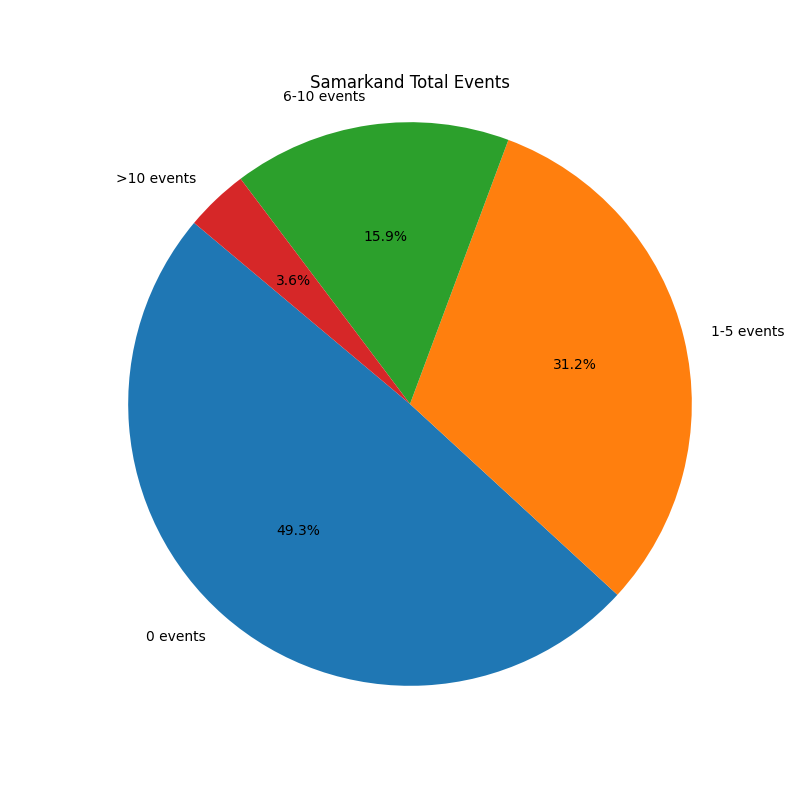 Samarkand Total Events
6-10 events
>10 events
15.9%
3.6%
1-5 events
31.2%
49.3%
0 events